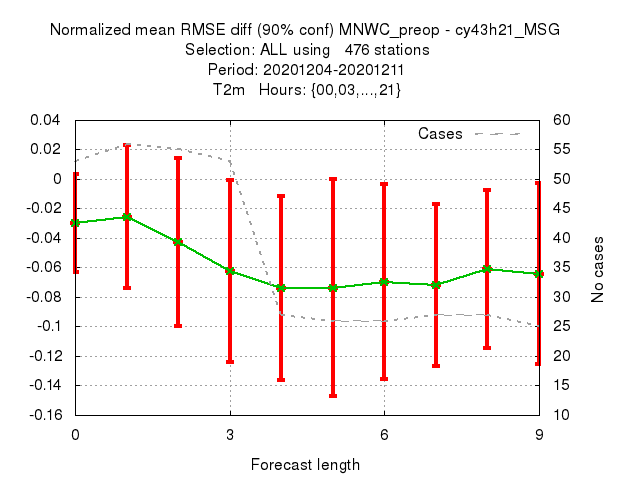 Normalized mean RMSE diff (90% conf) MNWC_preop - cy43h21_MSG
Selection: ALL using 476 stations
Period: 20201204-20201211
T2m Hours: {00,03,...,21}
Cases
0.04
0.02
0
-0.02
-0.04
-0.06
-0.08
-0.1
-0.12
-0.14
-0.16
60
55
50
45
40
35
30
25
20
15
10
No cases
0 3 6 9
Forecast length